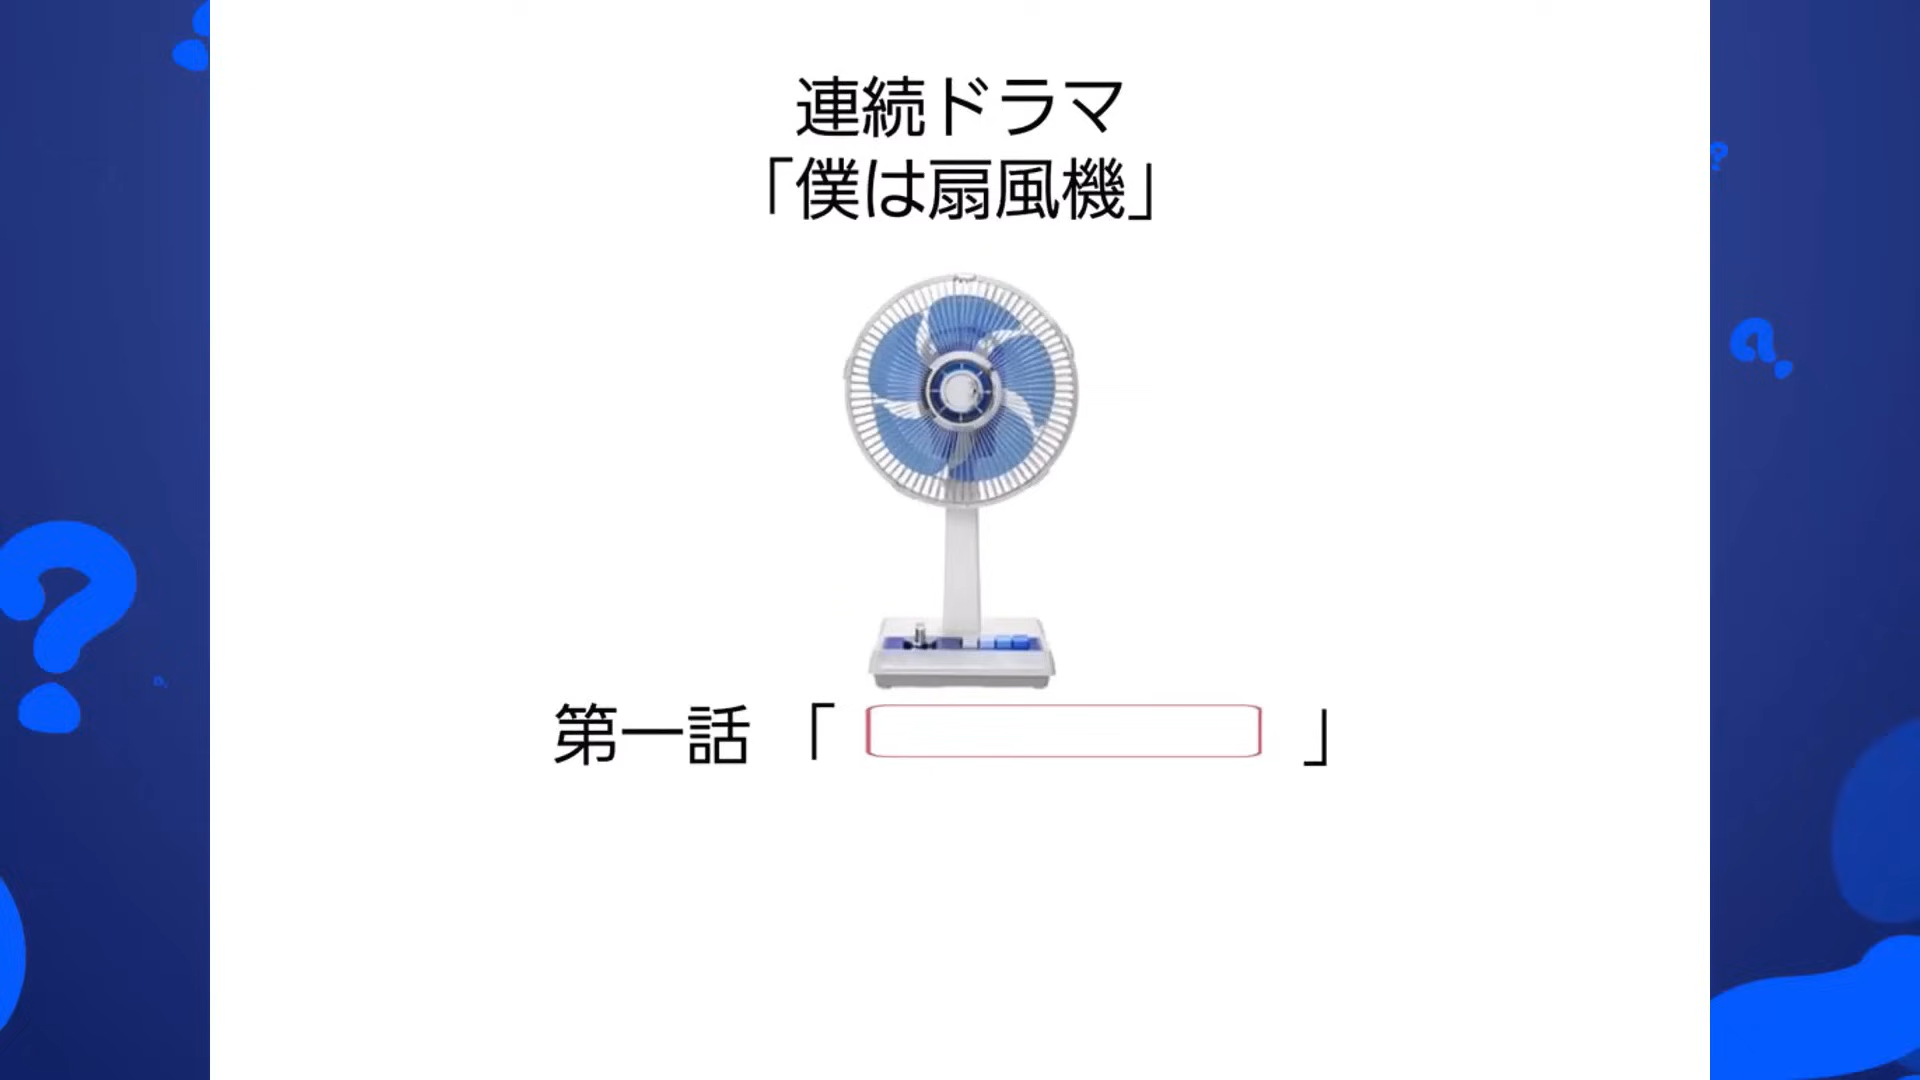 連続ドラマ
「僕は扇風機」
第一話 「 」